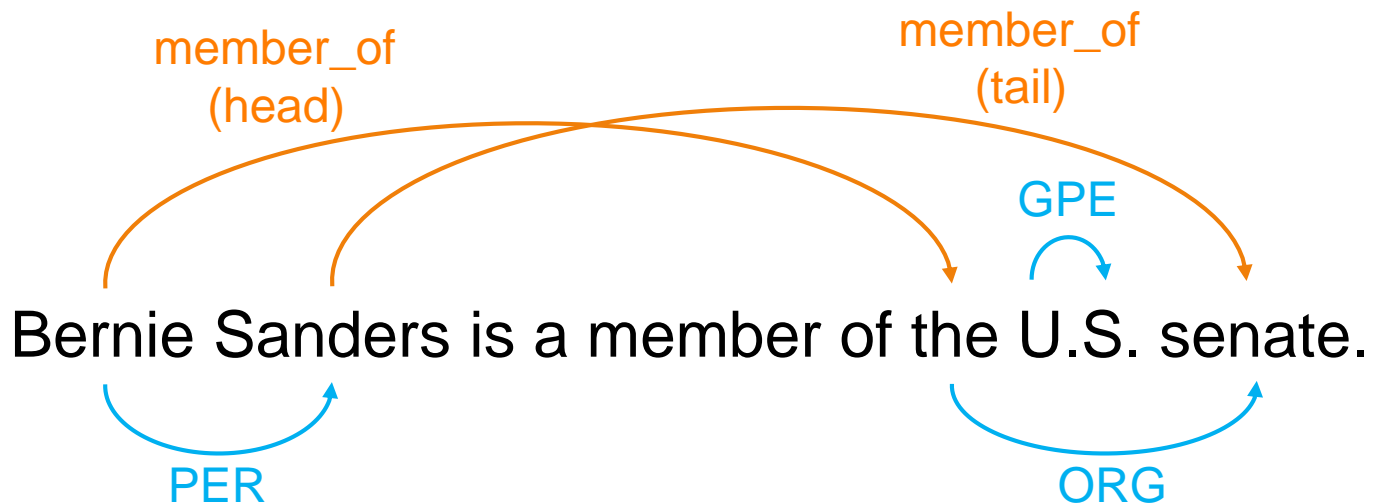 member_of
(head)
member_of
(tail)
GPE
Bernie Sanders is a member of the U.S. senate.
PER
ORG